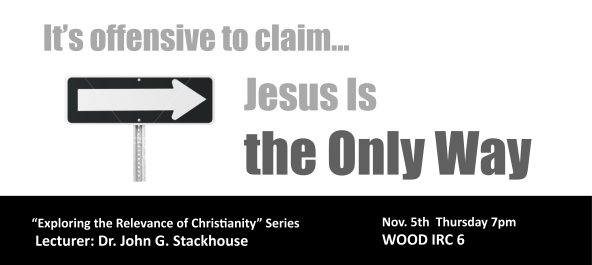 It's offensive to claim...
Jesus Is
the Only Way
“Exploring the Relevance of Christianity” Series
Lecturer: Dr. John G. Stackhouse
Nov. 5th Thursday 7pm
WOOD IRC 6